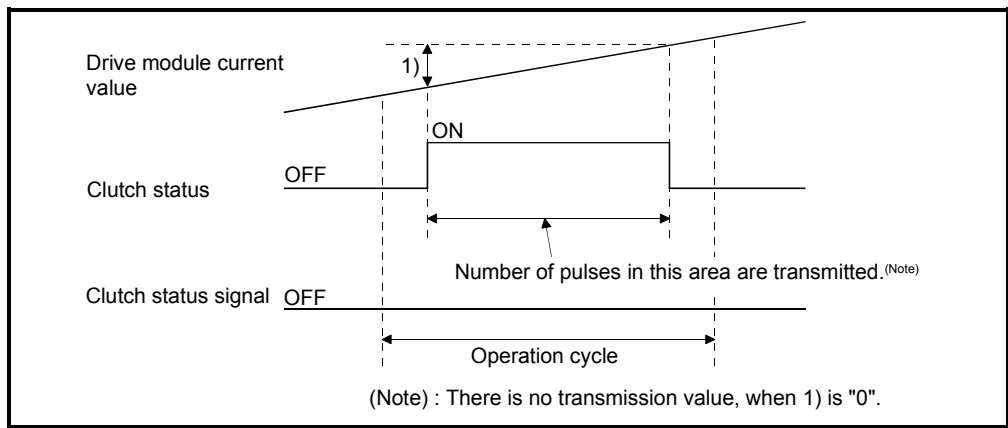 Drive module current
value
1)
ON
OFF
Clutch status
Number of pulses in this area are transmitted.(Note)
Clutch status signal OFF
Operation cycle
(Note) : There is no transmission value, when 1) is "0".